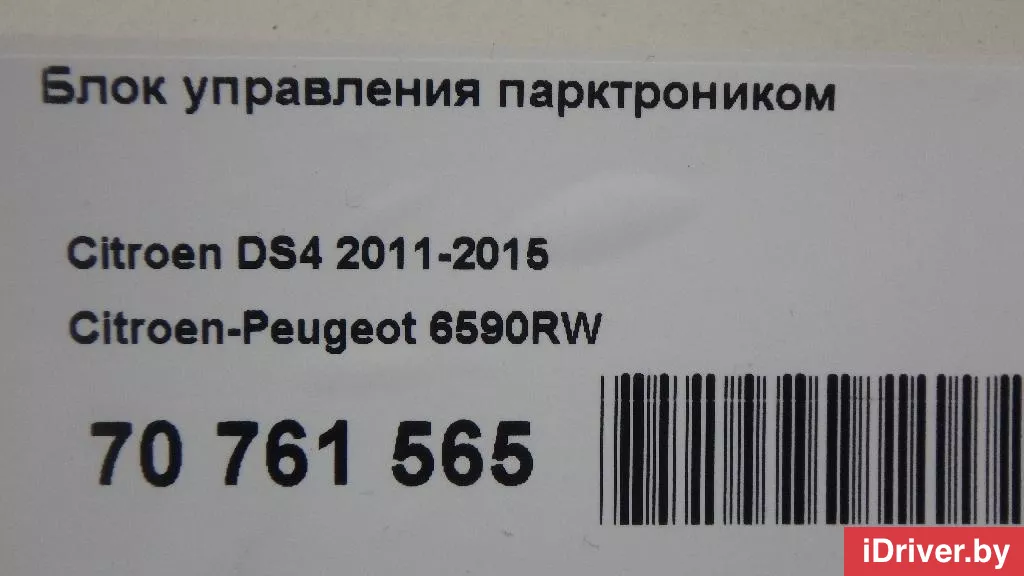 Блок управления парктроником
Citroen DS4 2011-2015
Citroen-Peugeot 6590RW
70 761 565
iDriver.by